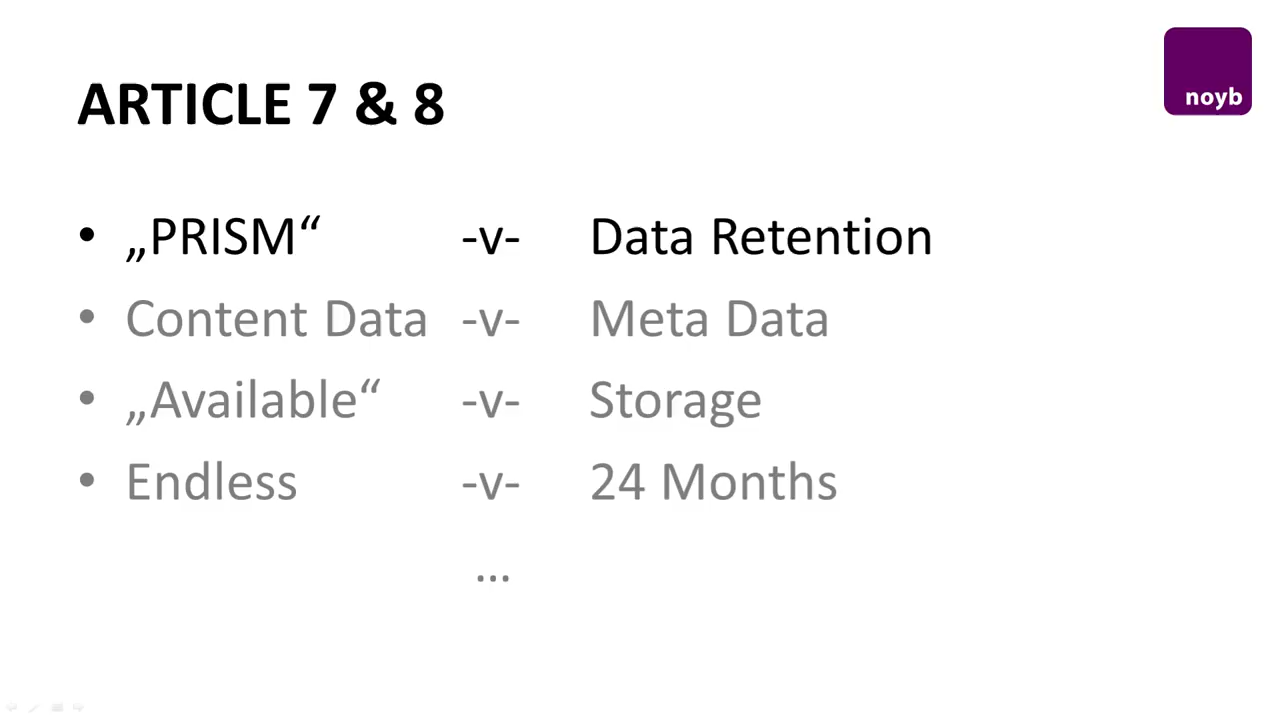 noyb
ARTICLE 7 & 8
• „PRISM“ -v- Data Retention
• Content Data -v- Meta Data
• „Available“ -v- Storage
• Endless -v- 24 Months
...